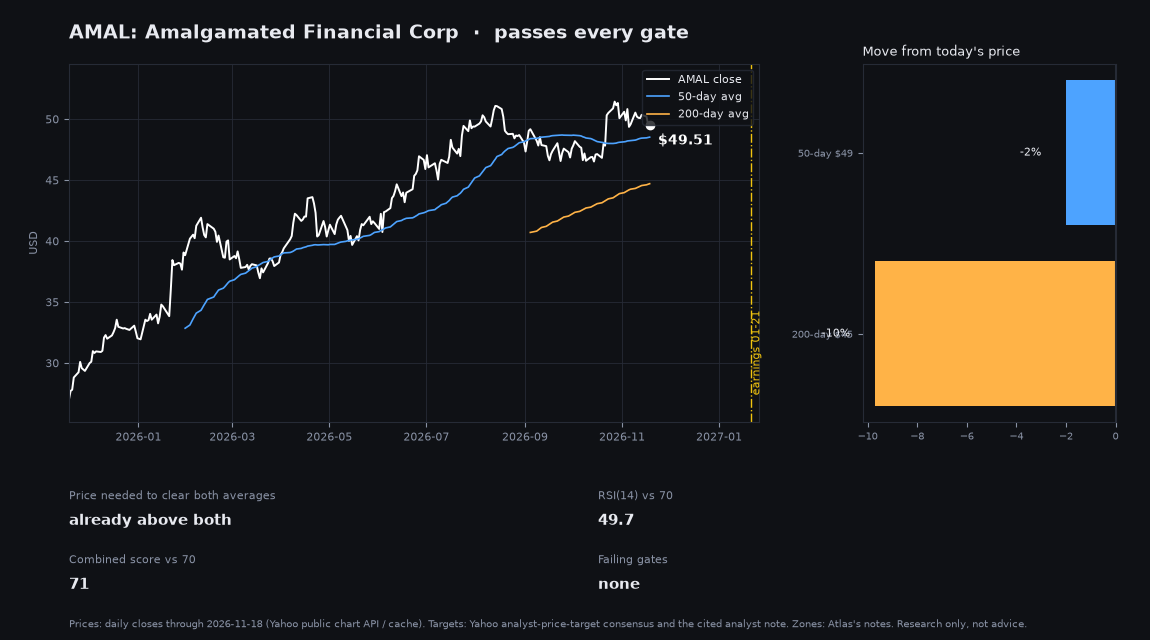 AMAL: Amalgamated Financial Corp · passes every gate
Move from today's price
AMAL close
50-day avg
200-day avg
$49.51
USD
50
45
40
35
30
earnings 01-21
2026-01
2026-03
2026-05
2026-07
2026-09
2026-11
2027-01
50-day $49
-2%
200-day
-10%
−10
−8
−6
−4
−2
0
Price needed to clear both averages
already above both
RSI(14) vs 70
49.7
Combined score vs 70
71
Failing gates
none
Prices: daily closes through 2026-11-18 (Yahoo public chart API / cache). Targets: Yahoo analyst-price-target consensus and the cited analyst note. Zones: Atlas's notes. Research only, not advice.